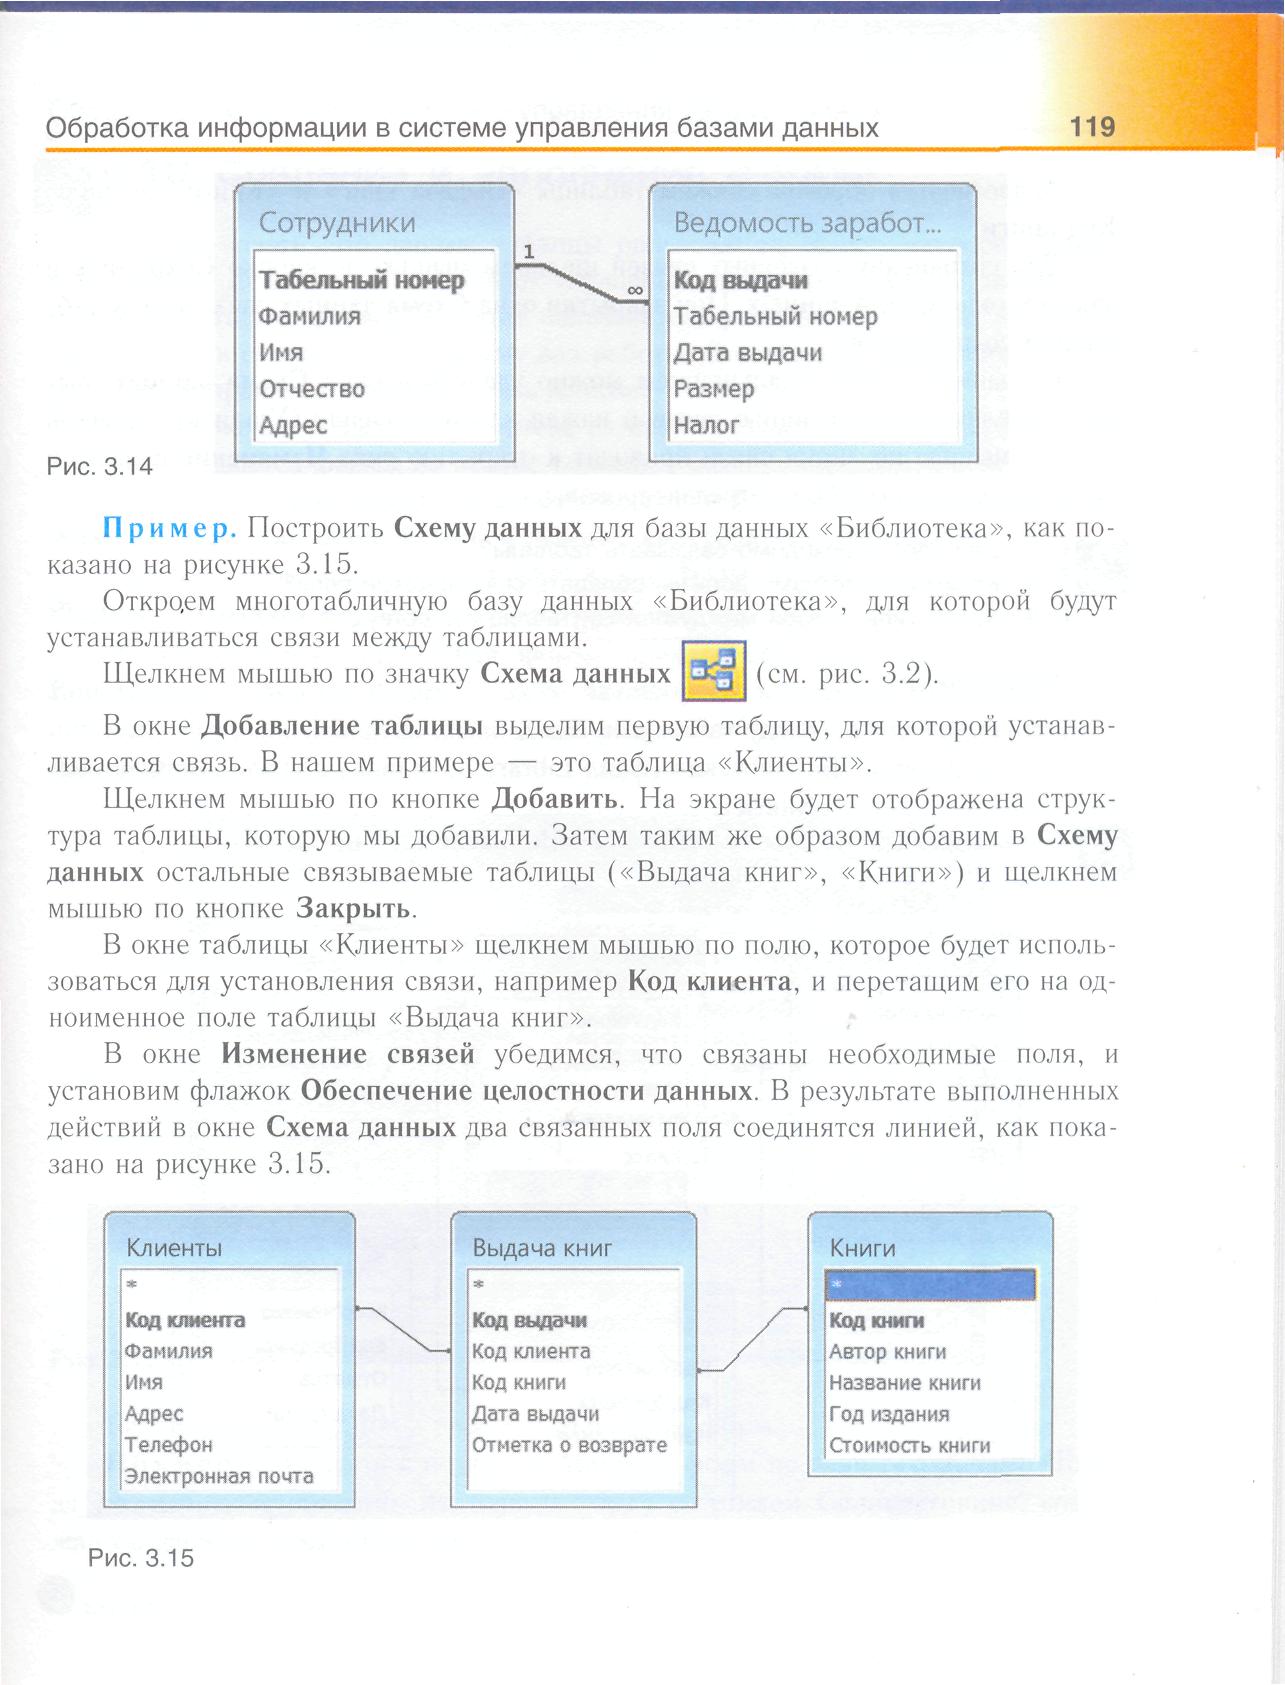 Обработка информации в системе управления базами данных 119
Сотрудники
Табельный номер
Фамилия
Имя
Отчество
Адрес
1
∞
Ведомость заработ...
Код выдачи
Табельный номер
Дата выдачи
Размер
Налог
Рис. 3.14
Пример. Построить Схему данных для базы данных «Библиотека», как по-
казано на рисунке 3.15.
Откроем многотабличную базу данных «Библиотека», для которой будут
устанавливаться связи между таблицами.
Щелкнем мышью по значку Схема данных (см. рис. 3.2).
В окне Добавление таблицы выделим первую таблицу, для которой устанав-
ливается связь. В нашем примере — это таблица «Клиенты».
Щелкнем мышью по кнопке Добавить. На экране будет отображена струк-
тура таблицы, которую мы добавили. Затем таким же образом добавим в Схему
данных остальные связываемые таблицы («Выдача книг», «Книги») и щелкнем
мышью по кнопке Закрыть.
В окне таблицы «Клиенты» щелкнем мышью по полю, которое будет исполь-
зоваться для установления связи, например Код клиента, и перетащим его на од-
ноименное поле таблицы «Выдача книг».
В окне Изменение связей убедимся, что связаны необходимые поля, и
установим флажок Обеспечение целостности данных. В результате выполненных
действий в окне Схема данных два связанных поля соединятся линией, как пока-
зано на рисунке 3.15.
Клиенты
*
Код клиента
Фамилия
Имя
Адрес
Телефон
Электронная почта
Выдача книг
*
Код выдачи
Код клиента
Код книги
Дата выдачи
Отметка о возврате
Книги
*
Код книги
Автор книги
Название книги
Год издания
Стоимость книги
Рис. 3.15